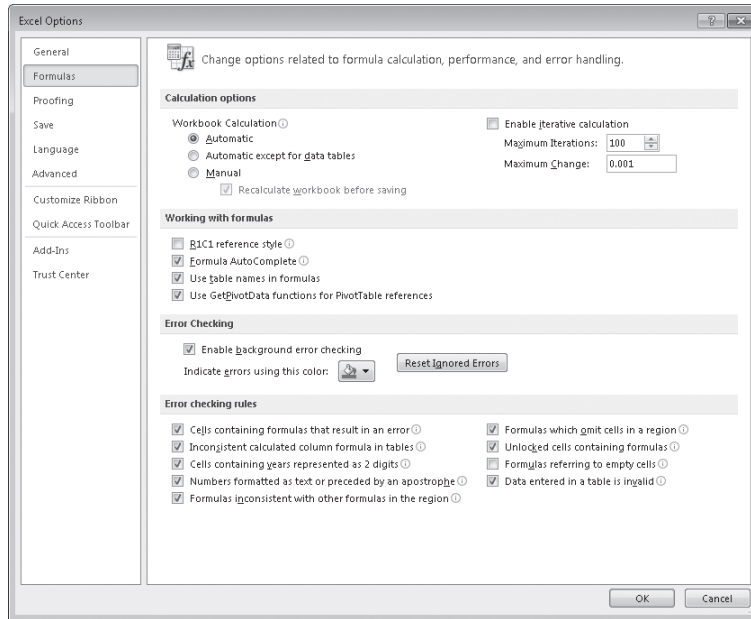 Excel Options
General
Formulas
Proofing
Save
Language
Advanced
Customize Ribbon
Quick Access Toolbar
Add-Ins
Trust Center
Change options related to formula calculation, performance, and error handling.
Calculation options
Workbook Calculation
Automatic
Automatic except for data tables
Manual
Recalculate workbook before saving
Enable iterative calculation
Maximum Iterations: 100
Maximum Change: 0.001
Working with formulas
R1C1 reference style
Formula AutoComplete
Use table names in formulas
Use GetPivotData functions for PivotTable references
Error Checking
Enable background error checking
Indicate errors using this color:
Reset Ignored Errors
Error checking rules
Cells containing formulas that result in an error
Inconsistent calculated column formula in tables
Cells containing years represented as 2 digits
Numbers formatted as text or preceded by an apostrophe
Formulas inconsistent with other formulas in the region
Formulas which omit cells in a region
Unlocked cells containing formulas
Formulas referring to empty cells
Data entered in a table is invalid
OK
Cancel